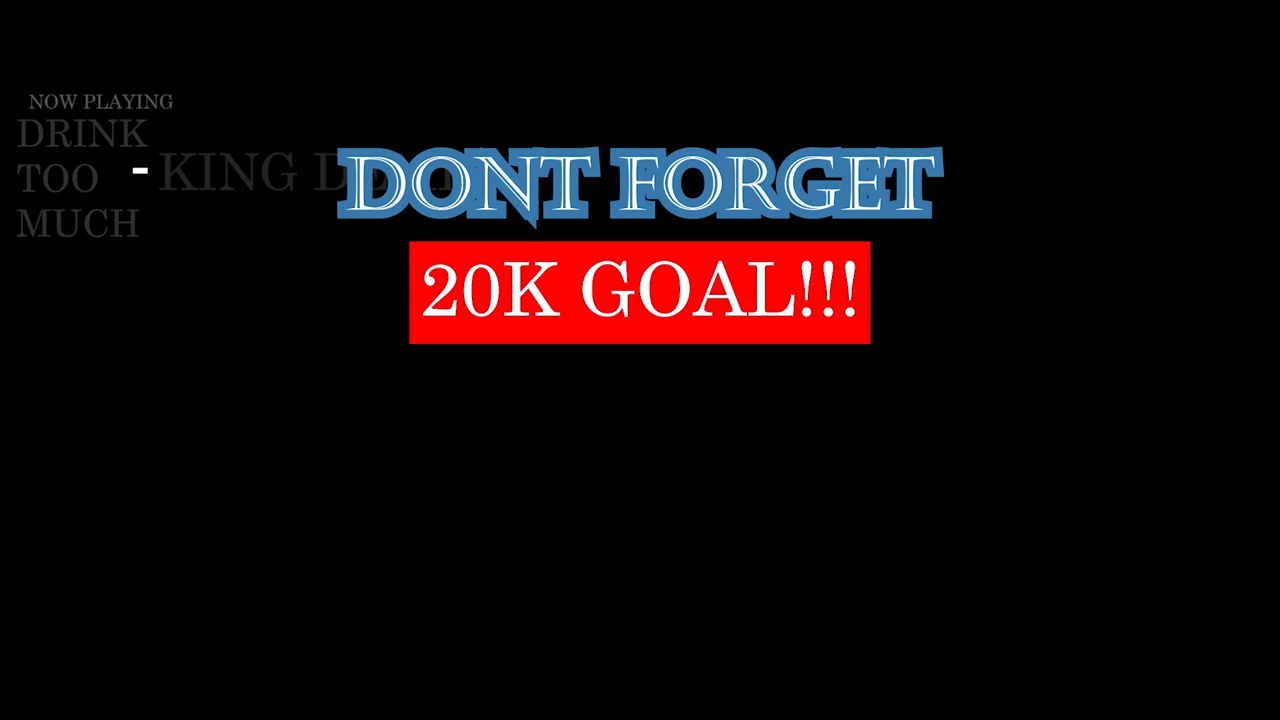 NOW PLAYING
DRINK
TOO
MUCH
- KING
DONT FORGET
20K GOAL!!!